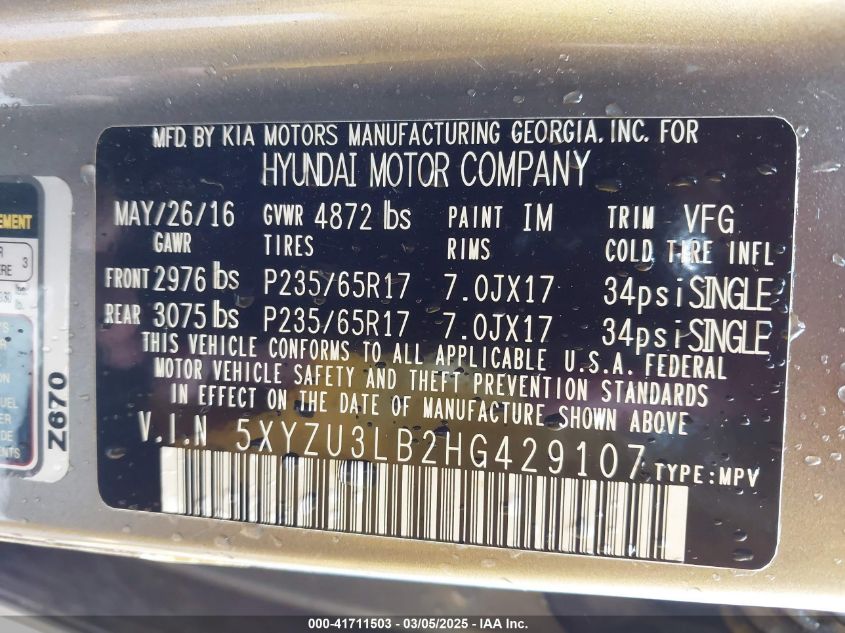 MFD. BY KIA MOTORS MANUFACTURING GEORGIA. INC. FOR
HYUNDAI MOTOR COMPANY
MAY/26/16 GVWR 4872 lbs PAINT IM TRIM VFG
GAWR TIRES RIMS COLD TIRE INFL
FRONT 2976 lbs P235/65R17 7.0JX17 34psi SINGLE
REAR 3075 lbs P235/65R17 7.0JX17 34psi SINGLE
THIS VEHICLE CONFORMS TO ALL APPLICABLE U.S.A. FEDERAL
MOTOR VEHICLE SAFETY AND THEFT PREVENTION STANDARDS
IN EFFECT ON THE DATE OF MANUFACTURE SHOWN ABOVE
V.I.N 5XYZU3LB2HG429107 TYPE:MPV
Z670
3
000-41711503 - 03/05/2025 - IAA Inc.